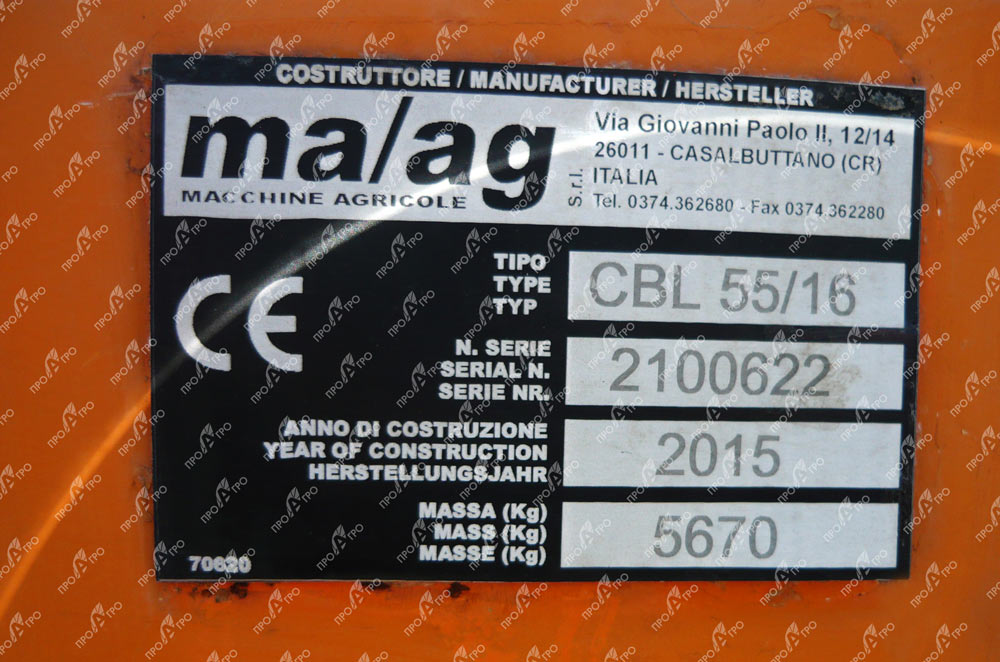 COSTRUTTORE / MANUFACTURER / HERSTELLER
ma/ag
MACCHINE AGRICOLE
S.r.l.
Via Giovanni Paolo II, 12/14
26011 - CASALBUTTANO (CR)
ITALIA
Tel. 0374.362680 - Fax 0374.362280
CE
TIPO
TYPE
TYP
CBL 55/16
N. SERIE
SERIAL N.
SERIE NR.
2100622
ANNO DI COSTRUZIONE
YEAR OF CONSTRUCTION
HERSTELLUNGSJAHR
2015
MASSA (Kg)
MASS (Kg)
MASSE (Kg)
5670
70620
ПРОАГРО